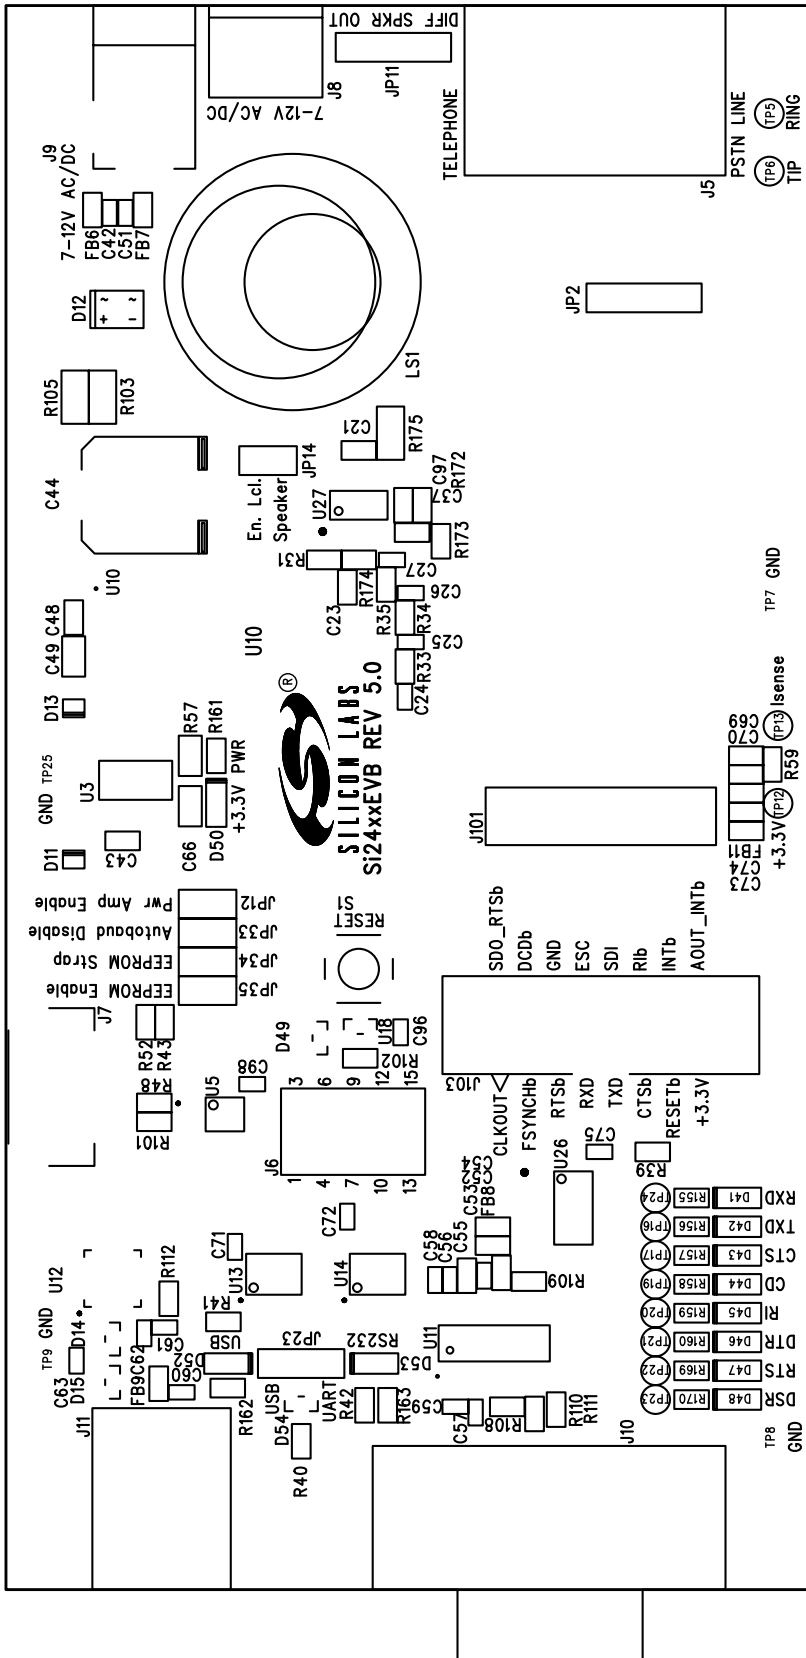 DIFF SPKR OUT
JP11
J8
7-12V AC/DC
J9
7-12V AC/DC
TELEPHONE
PSTN LINE
J5
TP5
RING
TP6
TIP
FB6
C42
C51
FB7
D12
+ ~
- ~
JP2
LS1
R105
R103
C21
R175
C44
JP14
En. Lcl.
Speaker
U27
C97
R172
C37
R173
R31
U10
C27
R174
C23
R35
C26
R34
C25
R33
C24
C48
C49
U10
TP7 GND
D13
R57
R161
®
SILICON LABS
Si24xxEVB REV 5.0
GND TP25
U3
+3.3V PWR
D50
C66
C43
D11
J101
Isense
TP13
C69
C70
R59
TP12
+3.3V
FB11
C74
C73
Pwr Amp Enable
JP12
Autobaud Disable
JP33
EEPROM Strap
JP34
EEPROM Enable
JP35
S1
RESET
SDO_RTSb
DCDb
GND
ESC
SDI
RIb
INTb
AOUT_INTb
J7
R52
R43
D49
U18
C96
R102
J103
CLKOUT
FSYNCHb
RTSb
RXD
TXD
CTSb
RESETb
+3.3V
R48
R101
U5
C98
J6
3
6
9
12
15
1
4
7
10
13
C75
U26
R39
C54
C52
C53
FB8
C72
C71
C58
C56
C55
R109
TP24 R155 D41 RXD
TP16 R156 D42 TXD
TP17 R157 D43 CTS
TP19 R158 D44 CD
TP20 R159 D45 RI
TP21 R160 D46 DTR
TP22 R169 D47 RTS
TP23 R170 D48 DSR
U12
R112
U13
U14
R41
TP9 GND
D14
C61
C62
FB9
C60
C63
D15
USB
D52
JP23
RS232
D53
U11
R162
USB
UART
D54
R40
R42
R163
C59
C57
R108
R110
R111
J11
J10
TP8
GND